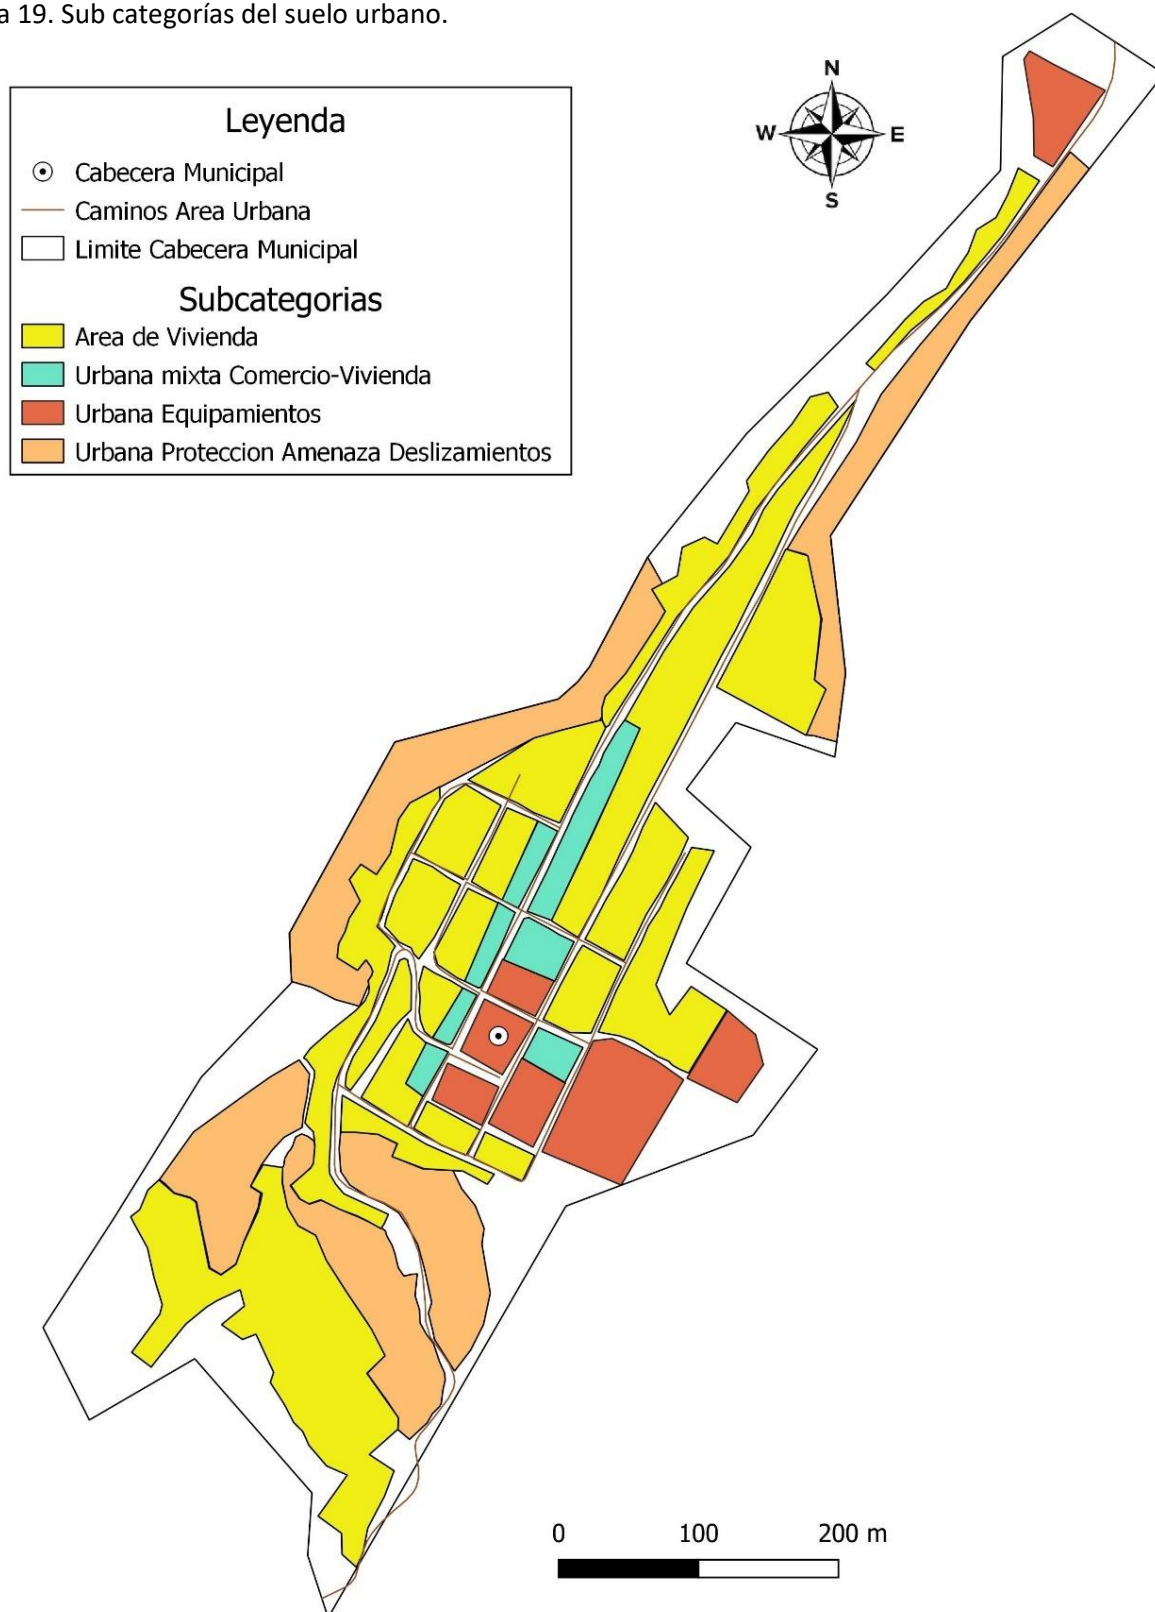 a 19. Sub categorías del suelo urbano.
N
W
E
S
Leyenda
Cabecera Municipal
Caminos Area Urbana
Limite Cabecera Municipal
Subcategorias
Area de Vivienda
Urbana mixta Comercio-Vivienda
Urbana Equipamientos
Urbana Proteccion Amenaza Deslizamientos
0 100 200 m